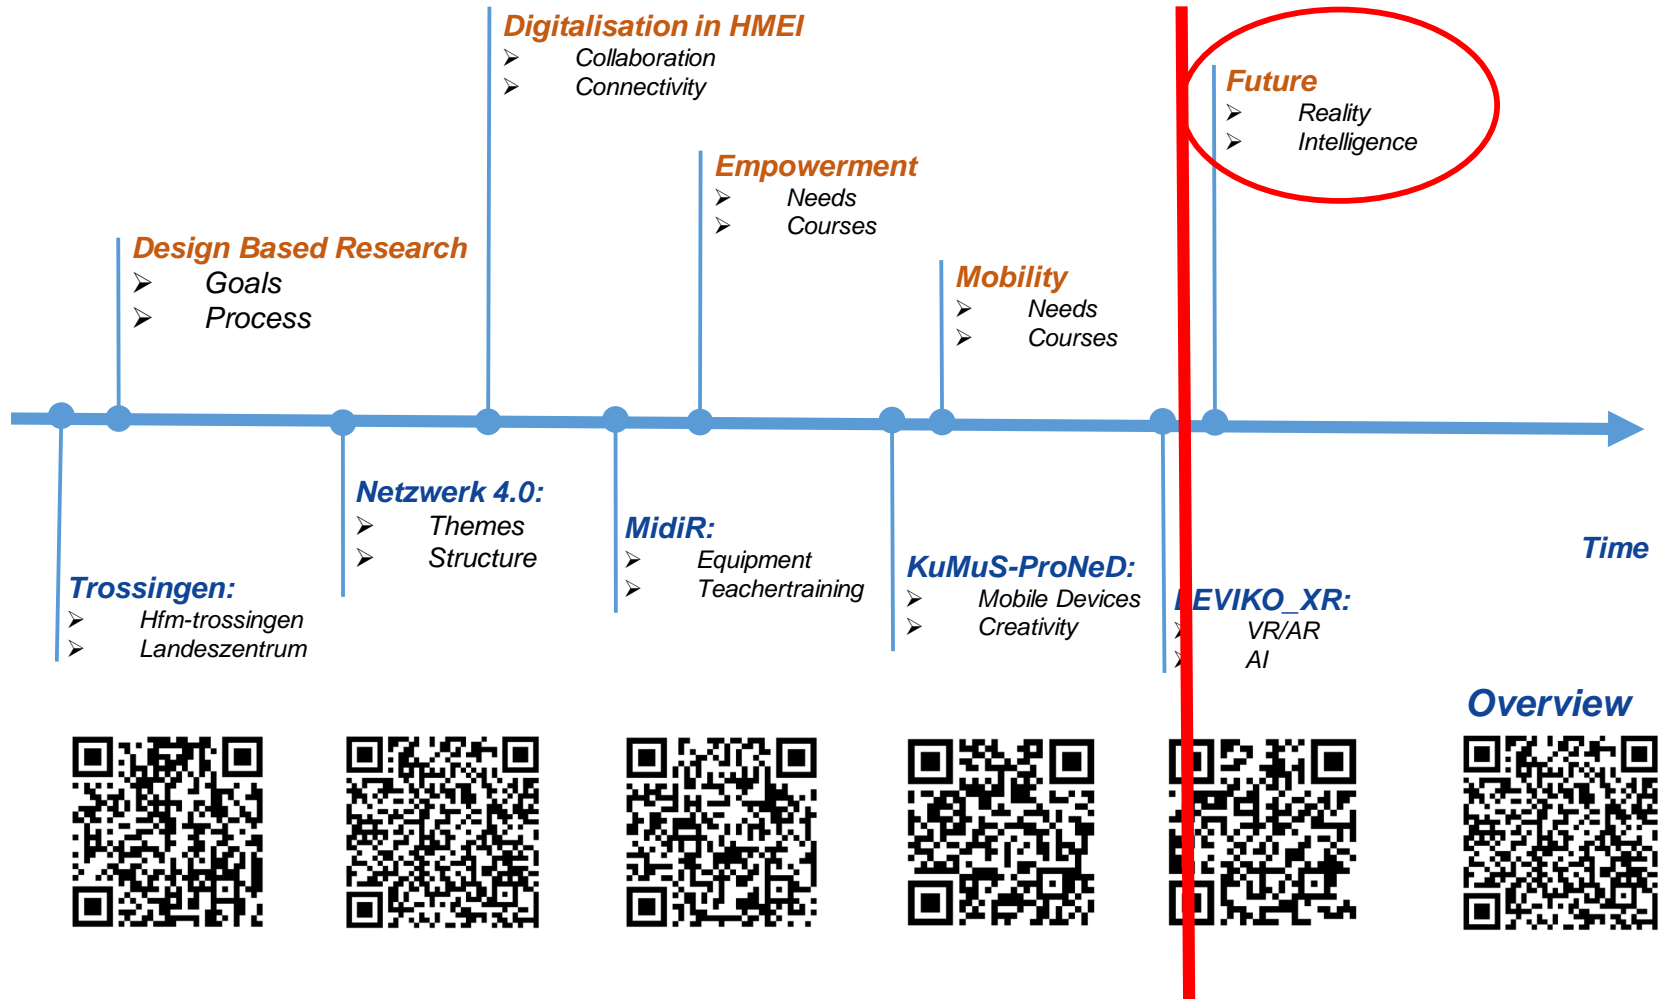 Digitalisation in HMEI
➢ Collaboration
➢ Connectivity
Future
➢ Reality
➢ Intelligence
Empowerment
➢ Needs
➢ Courses
Design Based Research
➢ Goals
➢ Process
Mobility
➢ Needs
➢ Courses
Netzwerk 4.0:
➢ Themes
➢ Structure
MidiR:
➢ Equipment
➢ Teachertraining
Time
KuMuS-ProNeD:
➢ Mobile Devices
➢ Creativity
Trossingen:
➢ Hfm-trossingen
➢ Landeszentrum
➢ VR/AR
➢ AI
Overview